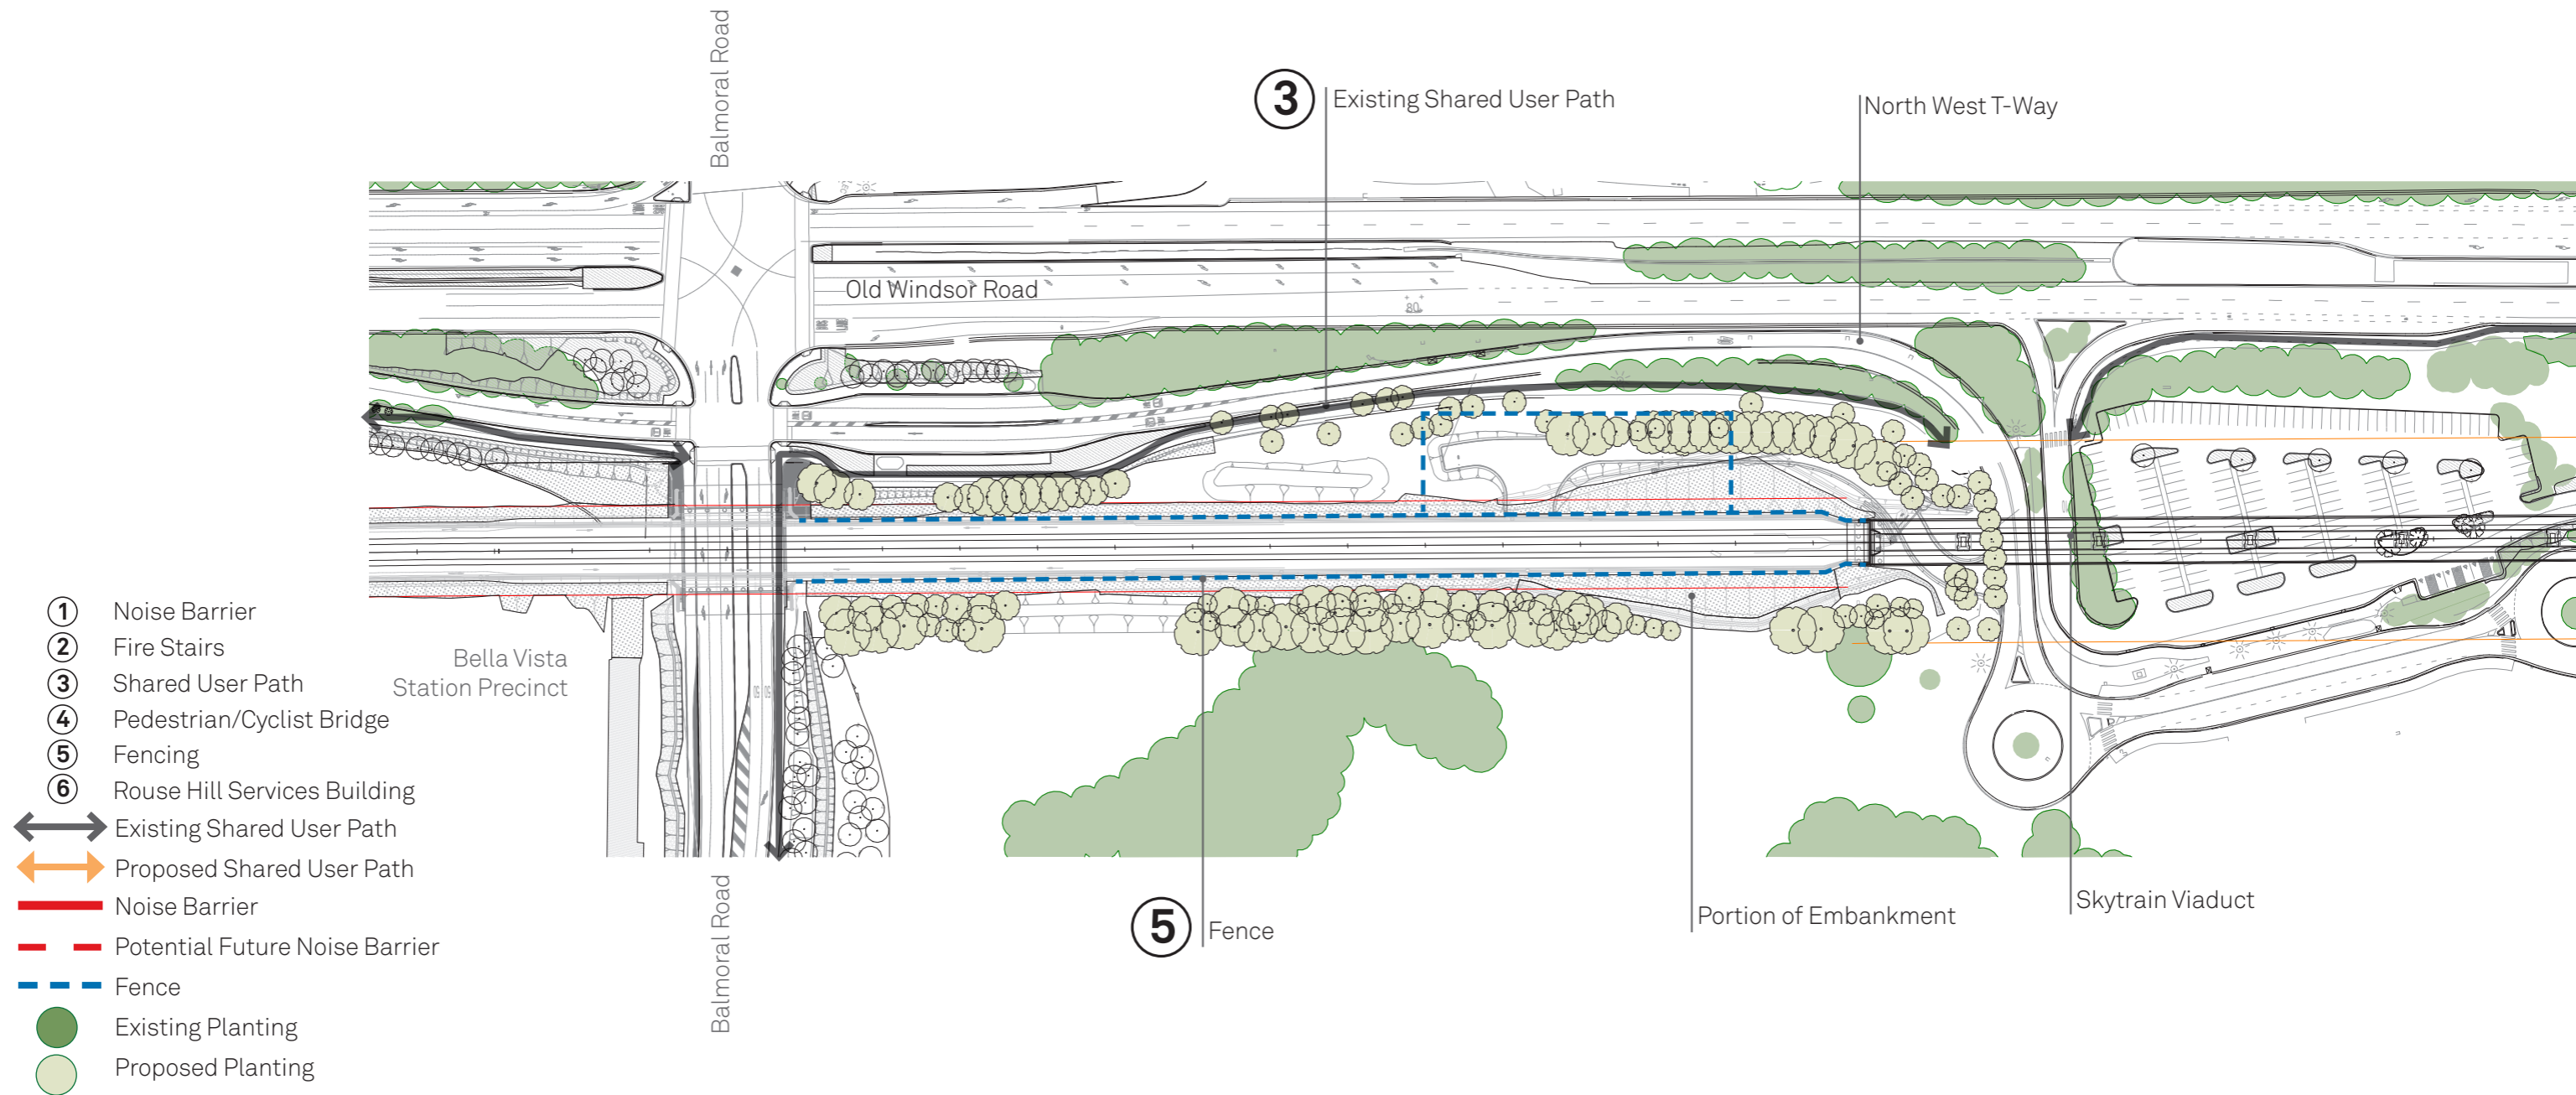 Balmoral Road
3
Existing Shared User Path
North West T-Way
Old Windsor Road
80
1 Noise Barrier
2 Fire Stairs
3 Shared User Path
4 Pedestrian/Cyclist Bridge
5 Fencing
6 Rouse Hill Services Building
Existing Shared User Path
Proposed Shared User Path
Noise Barrier
Potential Future Noise Barrier
Fence
Existing Planting
Proposed Planting
Bella Vista
Station Precinct
Balmoral Road
5
Fence
Portion of Embankment
Skytrain Viaduct